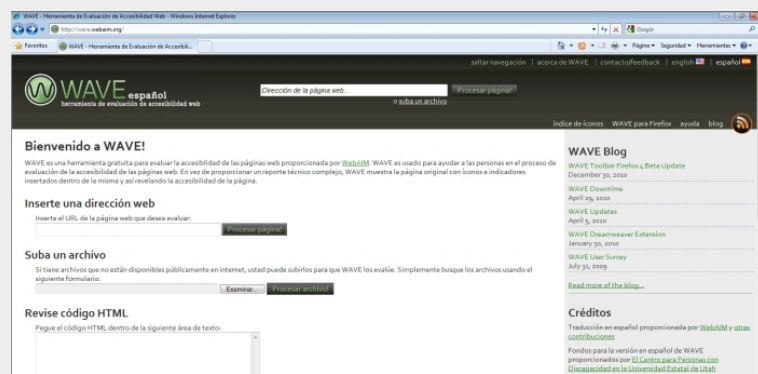 WAVE - Herramienta de Evaluación de Accesibilidad Web - Windows Internet Explorer
http://wave.webaim.org/
Google
Favoritos
WAVE - Herramienta de Evaluación de Accesibili...
Página
Seguridad
Herramientas
saltar navegación | acerca de WAVE | contacto/feedback | english | español
WAVE español
herramienta de evaluación de accesibilidad web
Dirección de la página web...
Procesar página!
o suba un archivo
índice de íconos WAVE para Firefox ayuda blog
Bienvenido a WAVE!
WAVE es una herramienta gratuita para evaluar la accesiblidad de las páginas web proporcionada por WebAIM. WAVE es usado para ayudar a las personas en el proceso de
evaluación de la accesibilidad de las páginas web. En vez de proporcionar un reporte técnico complejo, WAVE muestra la página original con íconos e indicadores
insertados dentro de la misma y así revelando la accesibilidad de la página.
Inserte una dirección web
Inserte el URL de la página web que desea evaluar:
Procesar página!
Suba un archivo
Si tiene archivos que no están disponibles públicamente en internet, usted puede subirlos para que WAVE los evalúe. Simplemente busque los archivos usando el
siguiente formulario:
Examinar...
Procesar archivo!
Revise código HTML
Pegue el código HTML dentro de la siguiente área de texto:
WAVE Blog
WAVE Toolbar Firefox 4 Beta Update
December 30, 2010
WAVE Downtime
April 29, 2010
WAVE Updates
April 5, 2010
WAVE Dreamweaver Extension
January 30, 2010
WAVE User Survey
July 31, 2009
Read more of the blog...
Créditos
Traducción en español proporcionada por WebAIM y otras
contribuciones
Fondos para la versión en español de WAVE
proporcionados por El Centro para Personas con
Discapacidad en la Universidad Estatal de Utah